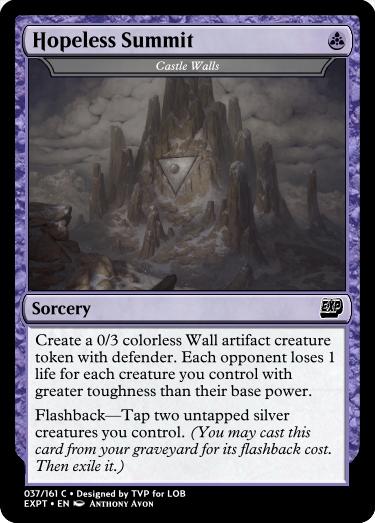 Hopeless Summit
Castle Walls
Sorcery
EXP
Create a 0/3 colorless Wall artifact creature
token with defender. Each opponent loses 1
life for each creature you control with
greater toughness than their base power.
Flashback—Tap two untapped silver
creatures you control. (You may cast this
card from your graveyard for its flashback cost.
Then exile it.)
037/161 C • Designed by TVP for LOB
EXPT • EN Anthony Avon